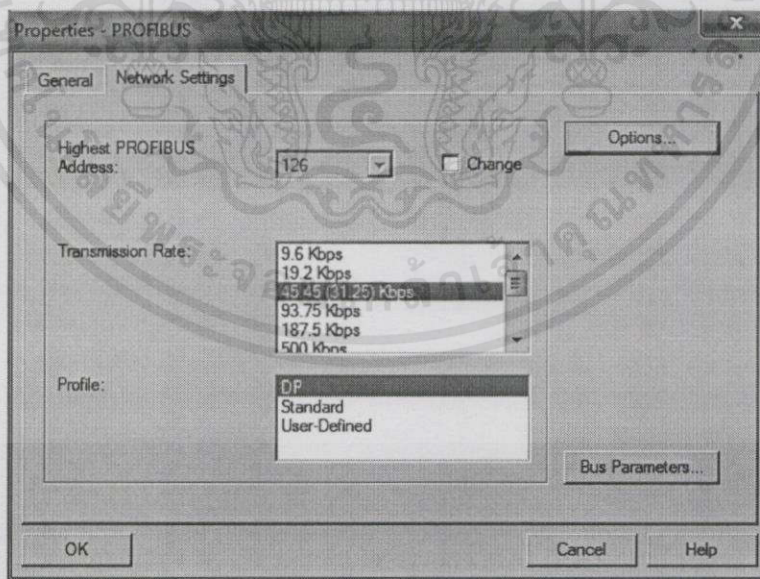 Properties - PROFIBUS
General
Network Settings
Highest PROFIBUS
Address:
126
Change
Options...
Transmission Rate:
9.6 Kbps
19.2 Kbps
45.45 (31.25) Kbps
93.75 Kbps
187.5 Kbps
500 Kbps
Profile:
DP
Standard
User-Defined
Bus Parameters...
OK
Cancel
Help